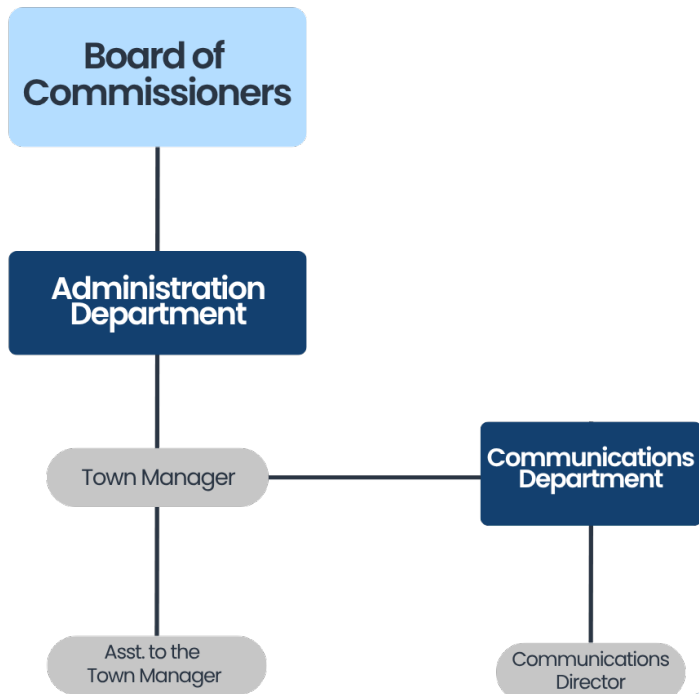 Board of
Commissioners
Administration
Department
Town Manager
Communications
Department
Asst. to the
Town Manager
Communications
Director